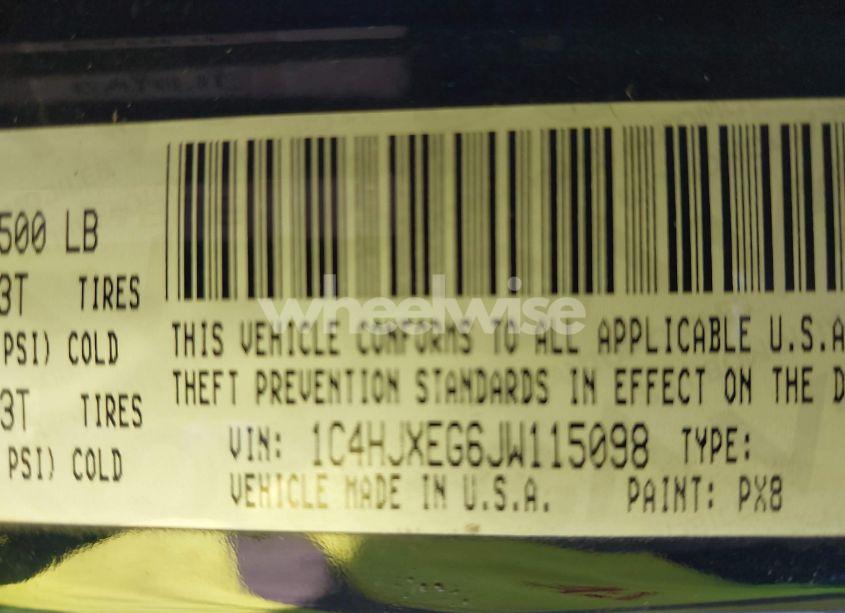 500 LB
3T TIRES
PSI) COLD
3T TIRES
PSI) COLD
wheelwise
THIS VEHICLE CONFORMS TO ALL APPLICABLE U.S.A
THEFT PREVENTION STANDARDS IN EFFECT ON THE D
VIN: 1C4HJXEG6JW115098 TYPE:
VEHICLE MADE IN U.S.A. PAINT: PX8